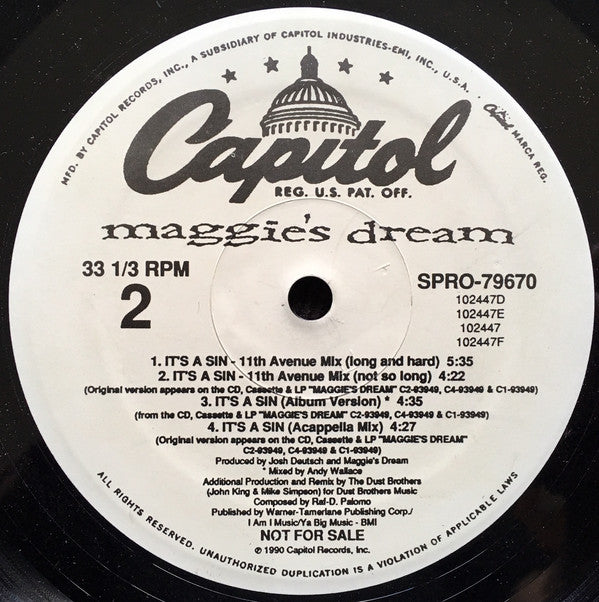 MFD. BY CAPITOL RECORDS, INC., A SUBSIDIARY OF CAPITOL INDUSTRIES-EMI, INC., U.S.A. · Capitol MARCA REG.
Capitol
REG. U.S. PAT. OFF.
maggie's dream
33 1/3 RPM
2
SPRO-79670
102447D
102447E
102447
102447F
1. IT'S A SIN - 11th Avenue Mix (long and hard) 5:35
2. IT'S A SIN - 11th Avenue Mix (not so long) 4:22
(Original version appears on the CD, Cassette & LP "MAGGIE'S DREAM" C2-93949, C4-93949 & C1-93949)
3. IT'S A SIN (Album Version) * 4:35
(from the CD, Cassette & LP "MAGGIE'S DREAM" C2-93949, C4-93949 & C1-93949)
4. IT'S A SIN (Acappella Mix) 4:27
(Original version appears on the CD, Cassette & LP "MAGGIE'S DREAM"
C2-93949, C4-93949 & C1-93949)
Produced by Josh Deutsch and Maggie's Dream
* Mixed by Andy Wallace
Additional Production and Remix by The Dust Brothers
(John King & Mike Simpson) for Dust Brothers Music
Composed by Raf-D. Palomo
Published by Warner-Tamerlane Publishing Corp./
I Am I Music/Ya Big Music - BMI
NOT FOR SALE
℗ 1990 Capitol Records, Inc.
ALL RIGHTS RESERVED. UNAUTHORIZED DUPLICATION IS A VIOLATION OF APPLICABLE LAWS